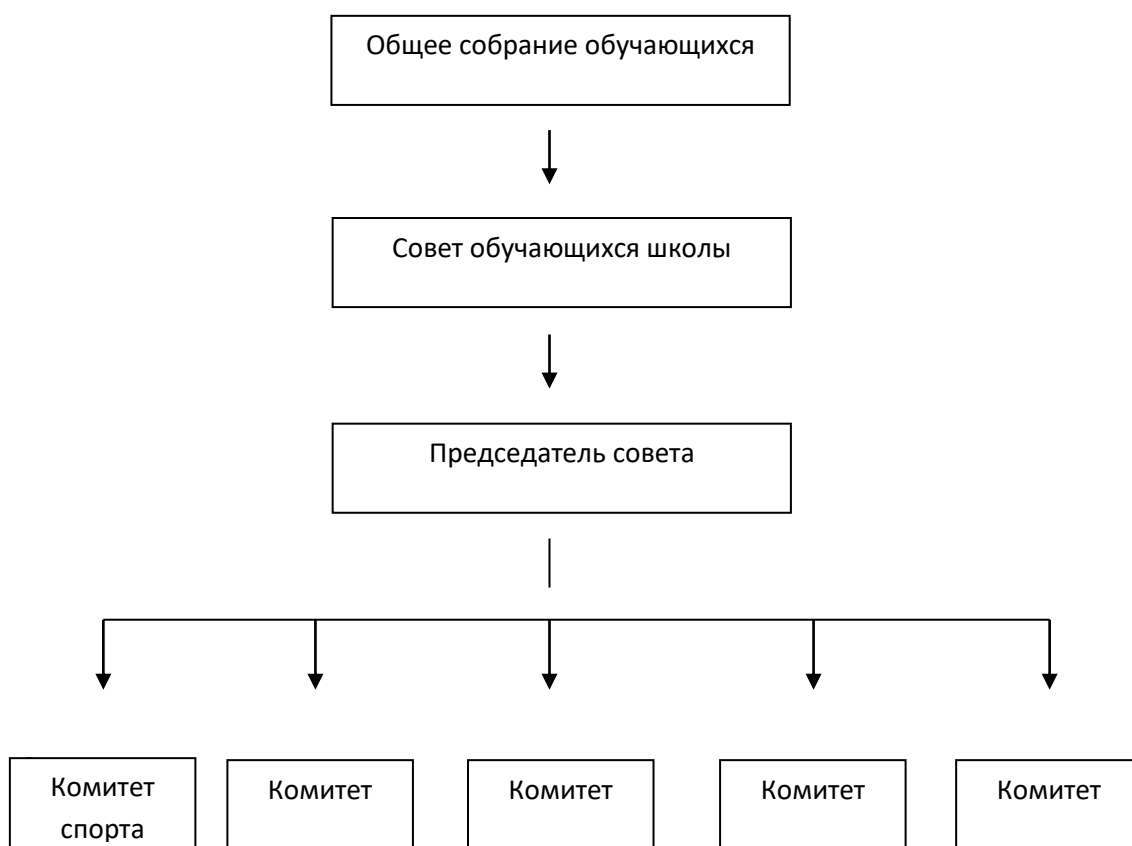 Общее собрание обучающихся
Совет обучающихся школы
Председатель совета
Комитет
спорта
Комитет
Комитет
Комитет
Комитет